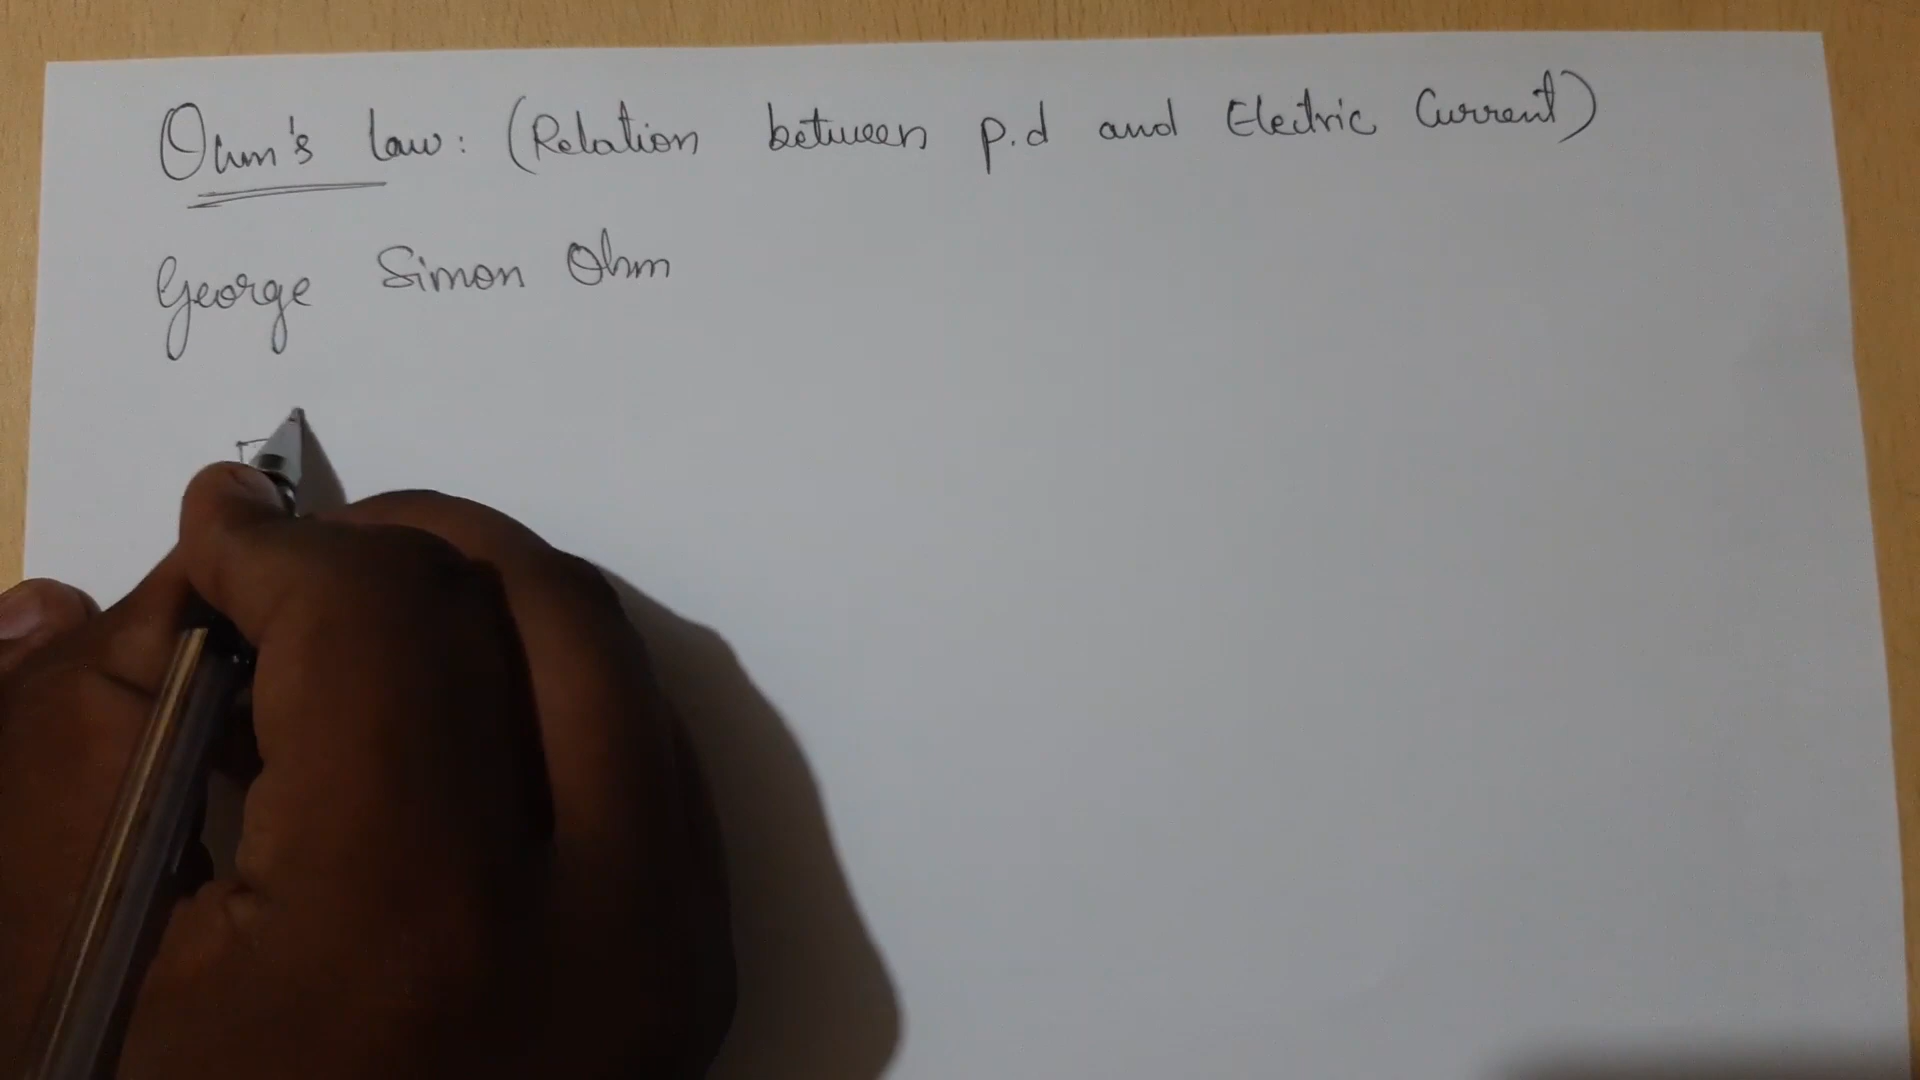 Ohm's law: (Relation between p.d and Electric Current)
George Simon Ohm